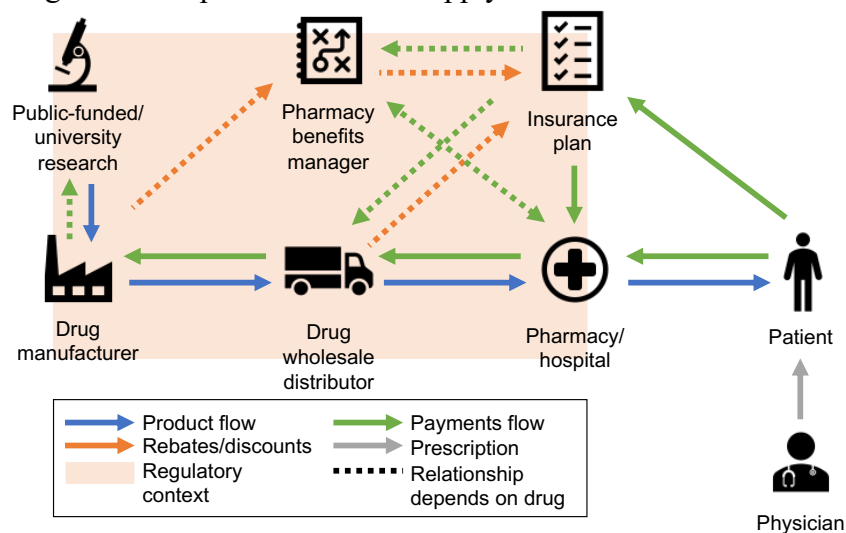 Public-funded/
university
research
Pharmacy
benefits
manager
Insurance
plan
Drug
manufacturer
Drug
wholesale
distributor
Pharmacy/
hospital
Patient
Product flow
Payments flow
Rebates/discounts
Prescription
Regulatory
context
Relationship
depends on drug
Physician